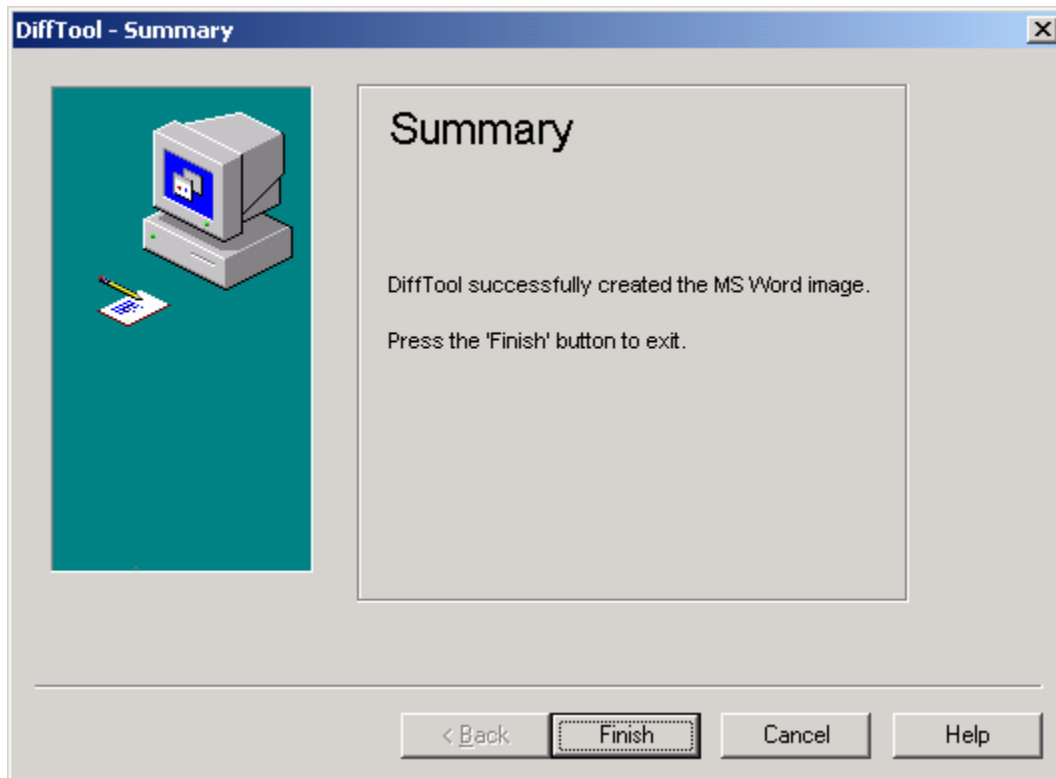 DiffTool - Summary
Summary
DiffTool successfully created the MS Word image.
Press the 'Finish' button to exit.
< Back
Finish
Cancel
Help